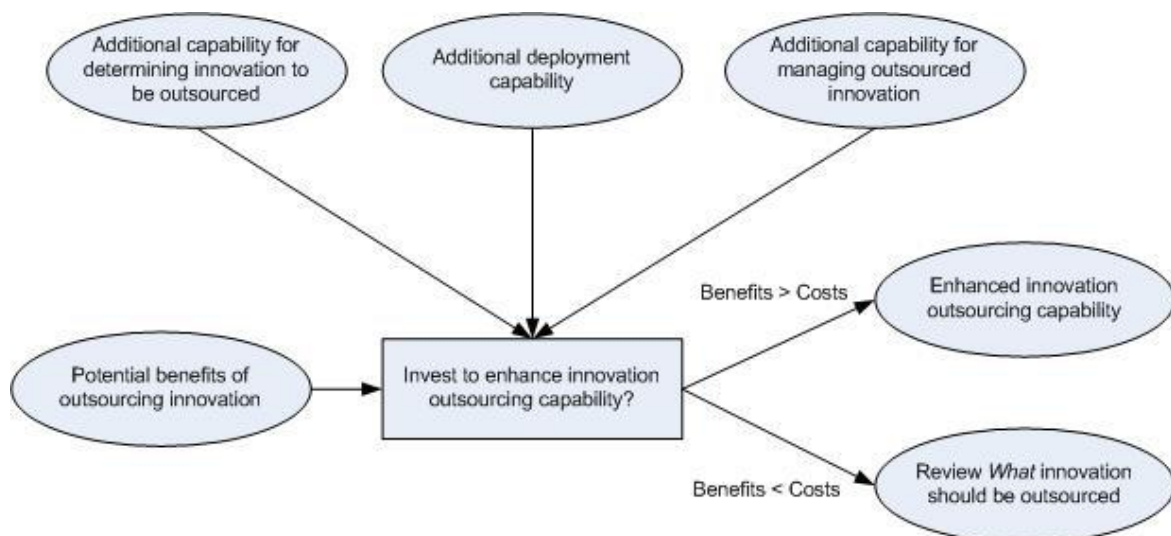 Additional capability for
determining innovation to
be outsourced
Additional deployment
capability
Additional capability for
managing outsourced
innovation
Benefits > Costs
Enhanced innovation
outsourcing capability
Potential benefits of
outsourcing innovation
Invest to enhance innovation
outsourcing capability?
Benefits < Costs
Review What innovation
should be outsourced